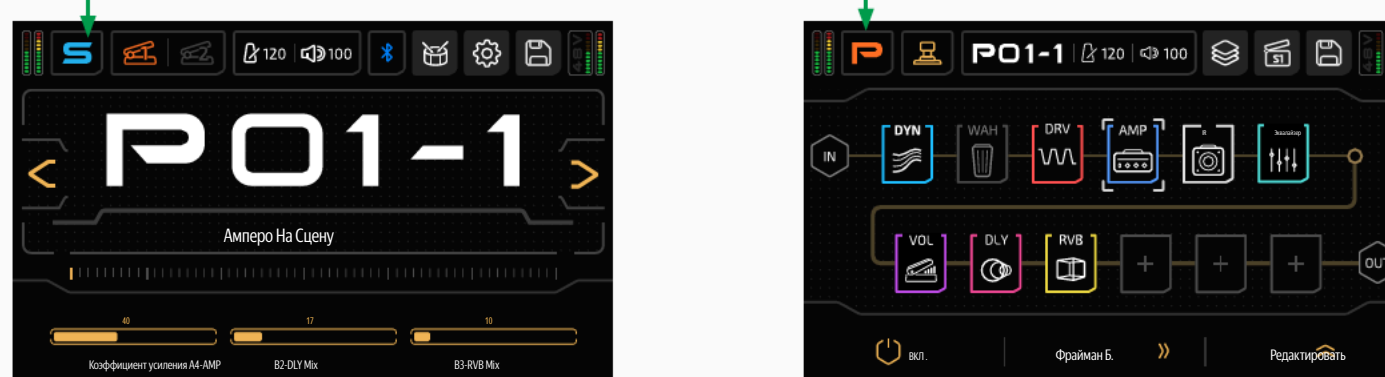 S 120 100 48V
P01-1
Амперо На Сцену
40 17 10
Коэффициент усиления A4-AMP B2-DLY Mix B3-RVB Mix
P P01-1 120 100 S1 48V
IN DYN WAH DRV AMP R Эквалайзер
VOL DLY RVB + + + OUT
вкл. Фрайман Б. Редактировать